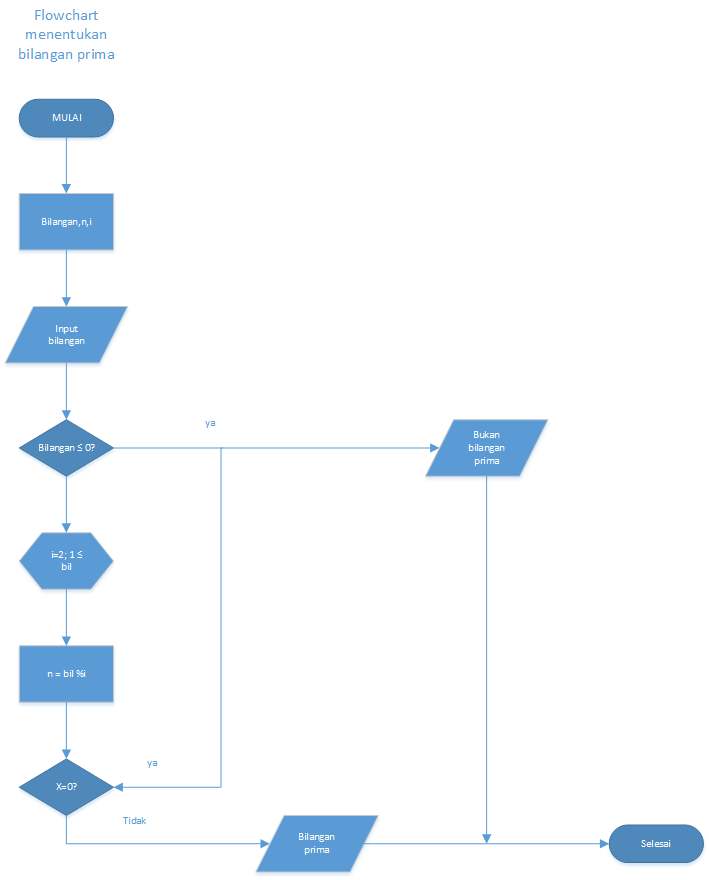 Flowchart
menentukan
bilangan prima
MULAI
Bilangan,n,i
Input
bilangan
Bilangan ≤ 0?
ya
Bukan
bilangan
prima
i=2; 1 ≤
bil
n = bil %i
X=0?
ya
Tidak
Bilangan
prima
Selesai